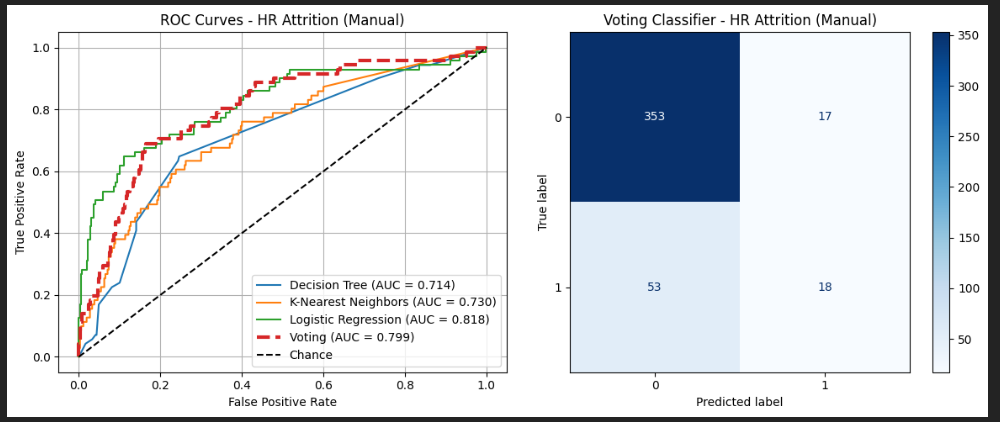 ROC Curves - HR Attrition (Manual)
1.0
0.8
0.6
0.4
0.2
0.0
True Positive Rate
0.0 0.2 0.4 0.6 0.8 1.0
False Positive Rate
Decision Tree (AUC = 0.714)
K-Nearest Neighbors (AUC = 0.730)
Logistic Regression (AUC = 0.818)
Voting (AUC = 0.799)
Chance
Voting Classifier - HR Attrition (Manual)
True label
0
1
353 17
53 18
0 1
Predicted label
350
300
250
200
150
100
50